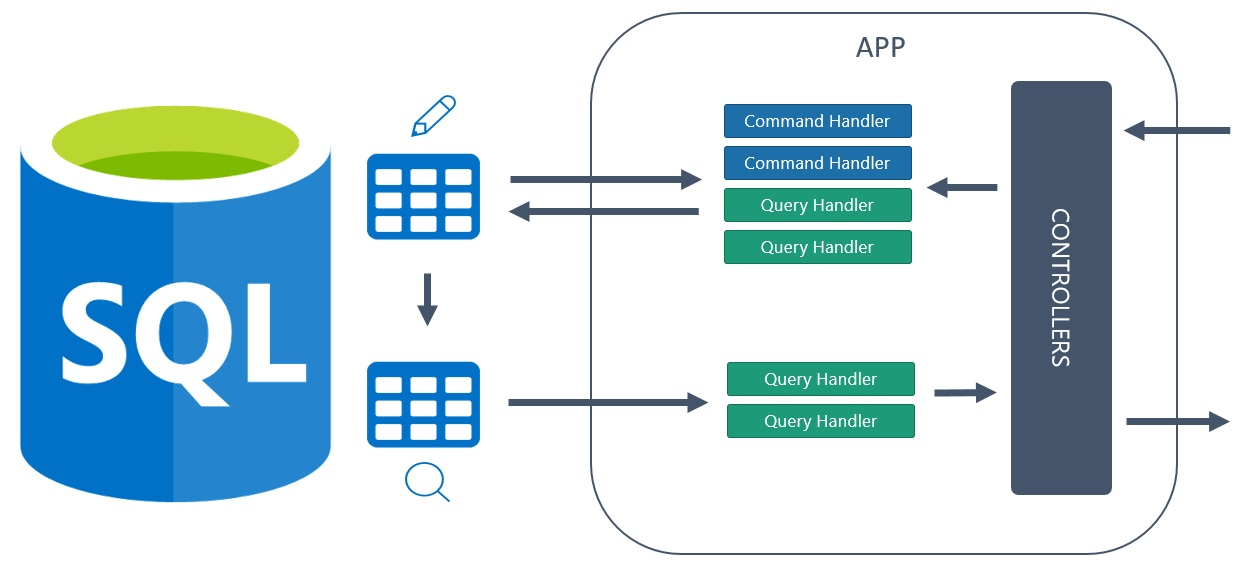 APP
SQL
Command Handler
Command Handler
Query Handler
Query Handler
Query Handler
Query Handler
CONTROLLERS